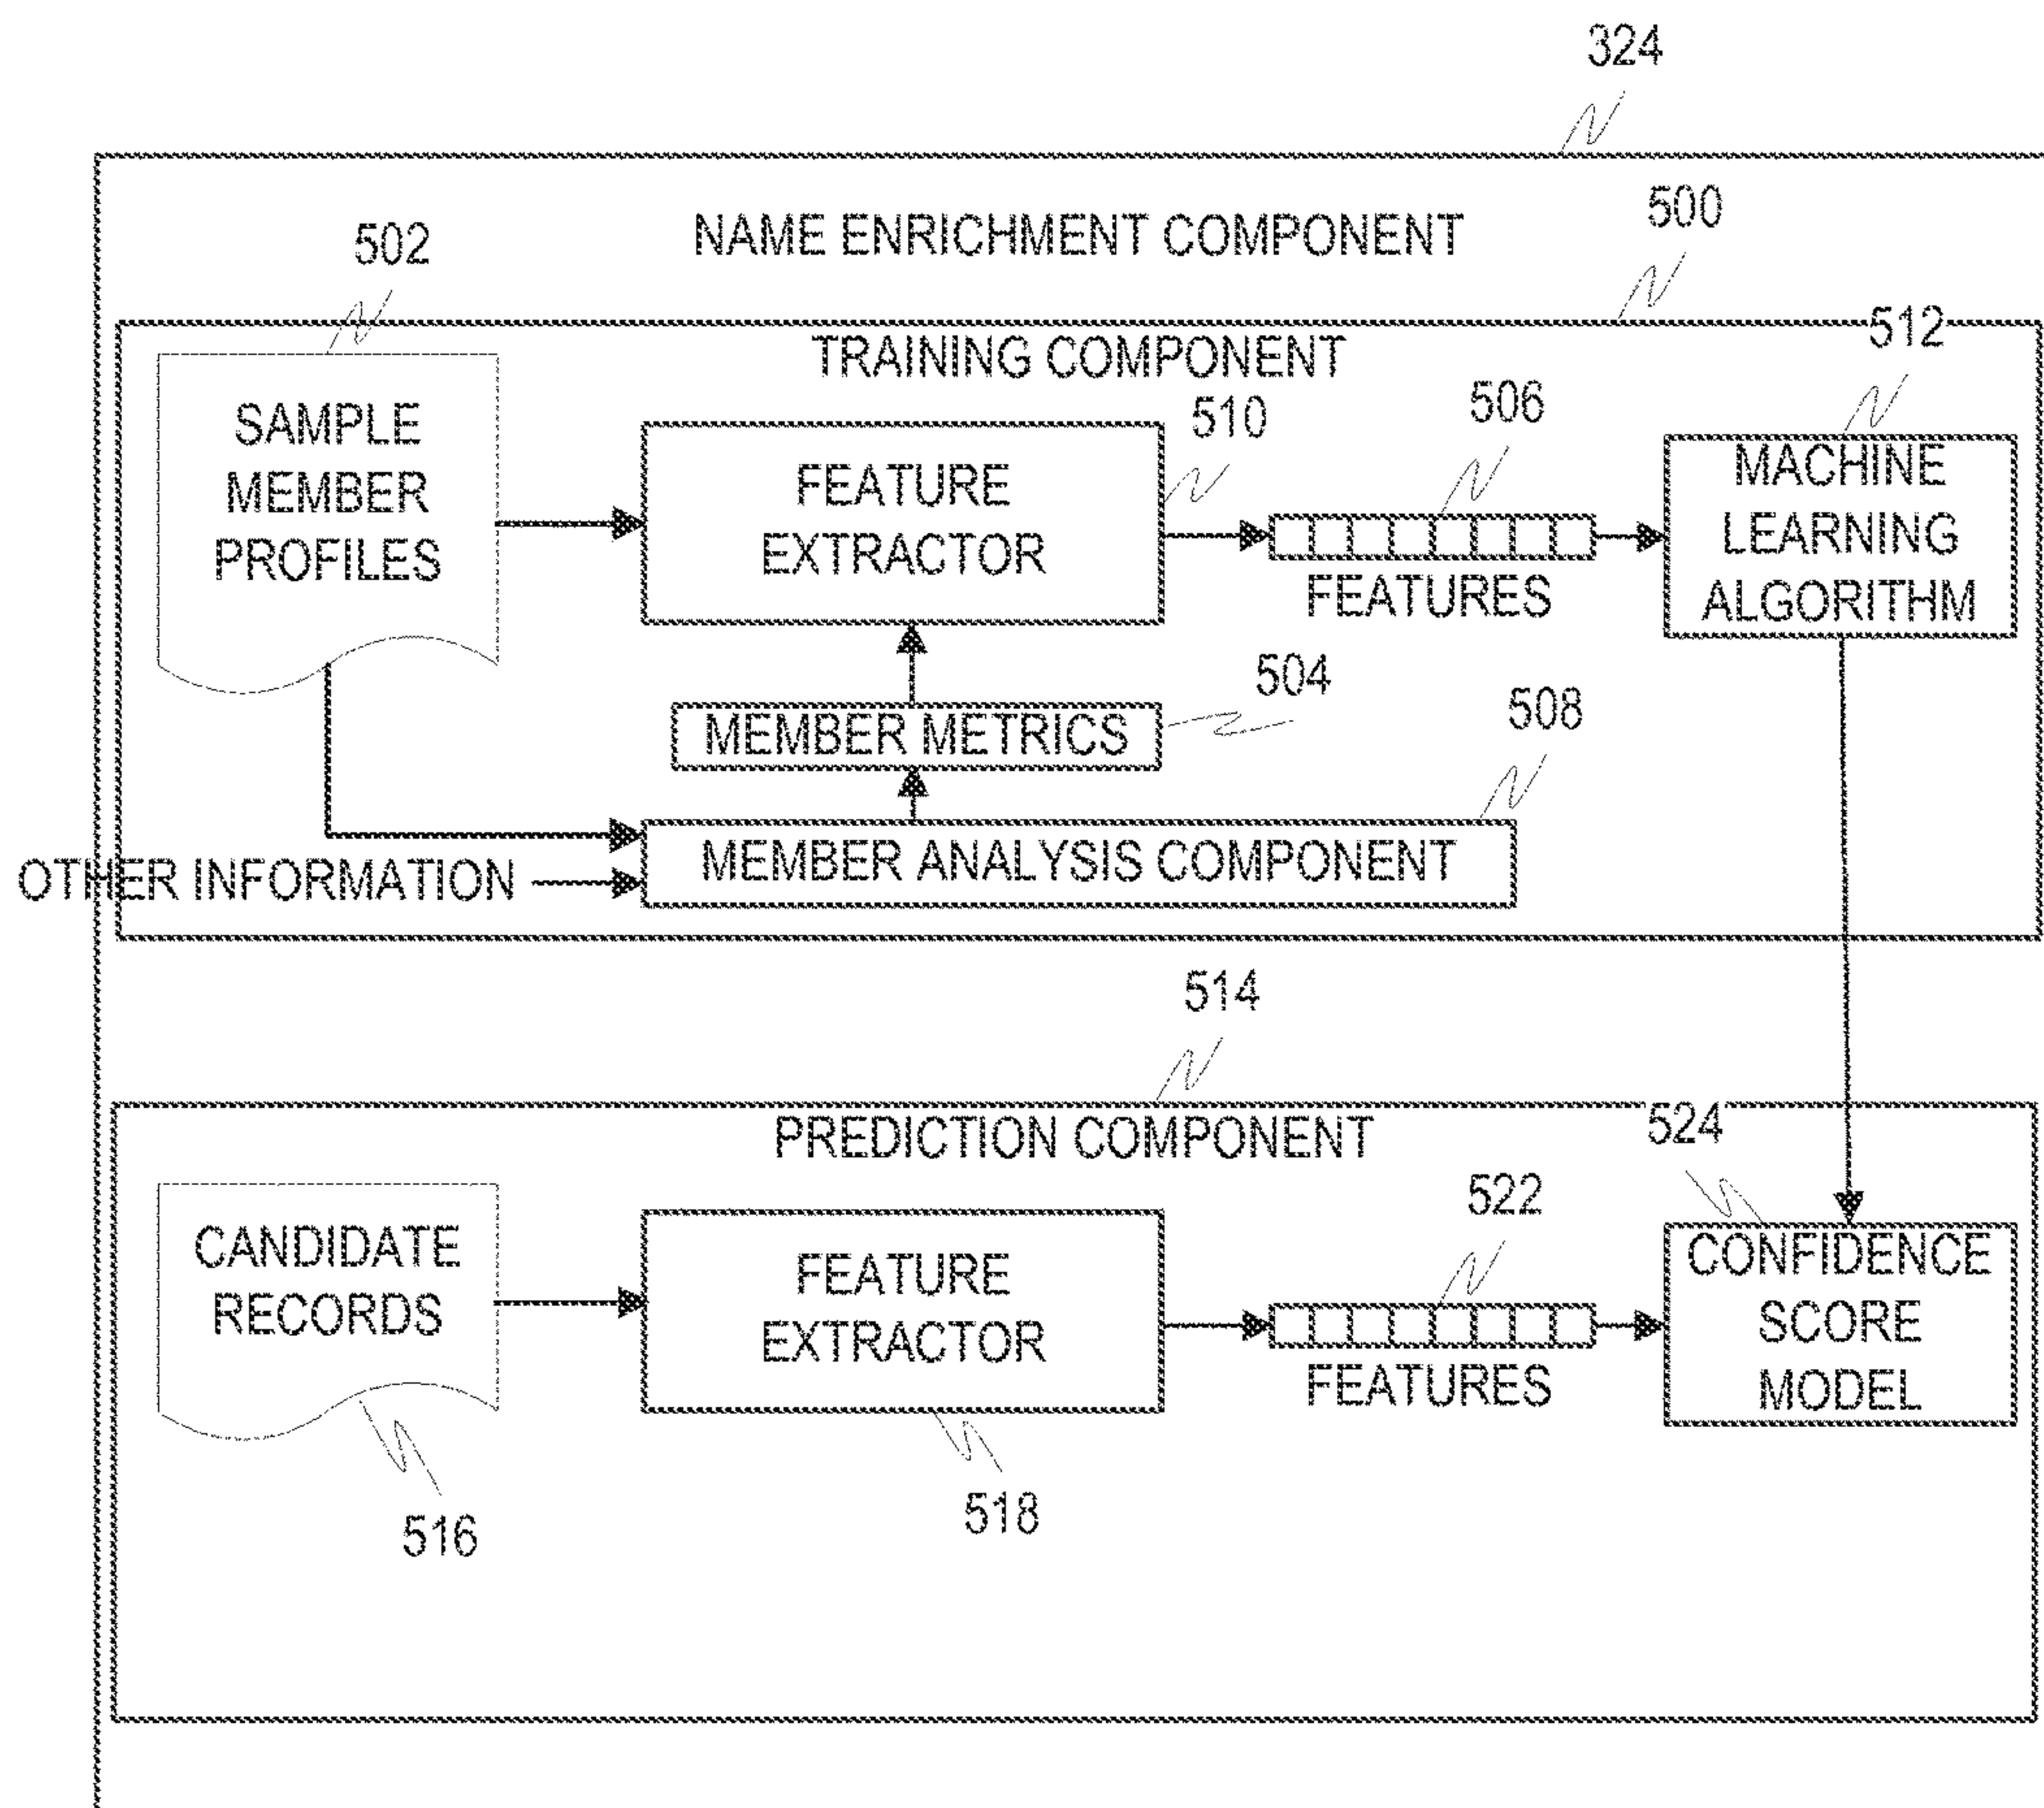 324
NAME ENRICHMENT COMPONENT
500
502
TRAINING COMPONENT
512
SAMPLE
MEMBER
PROFILES
FEATURE
EXTRACTOR
510
506
FEATURES
MACHINE
LEARNING
ALGORITHM
MEMBER METRICS
504
508
OTHER INFORMATION
MEMBER ANALYSIS COMPONENT
514
PREDICTION COMPONENT
524
CANDIDATE
RECORDS
FEATURE
EXTRACTOR
522
FEATURES
CONFIDENCE
SCORE
MODEL
516
518